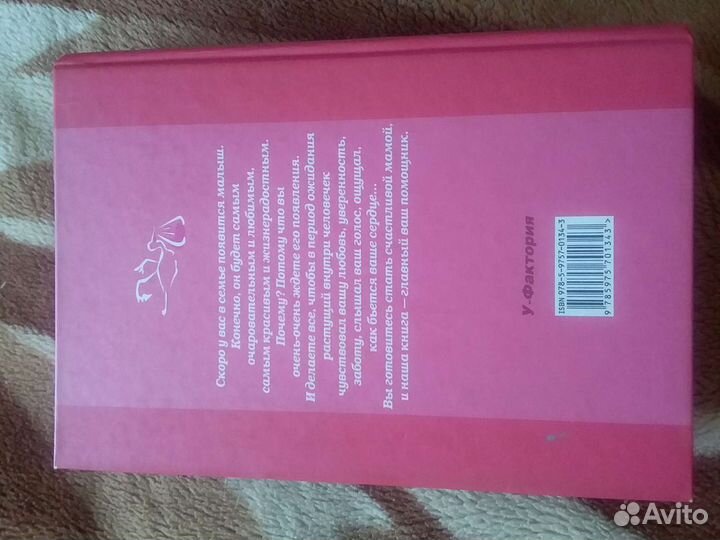 Скоро у вас в семье появится малыш.
Конечно, он будет самым
очаровательным и любимым,
самым красивым и жизнерадостным.
Почему? Потому что вы
очень-очень ждете его появления.
И делаете все, чтобы в период ожидания
растущий внутри человечек
чувствовал вашу любовь, уверенность,
заботу, слышал ваш голос, ощущал,
как бьется ваше сердце...
Вы готовитесь стать счастливой мамой,
и наша книга — главный ваш помощник.
У-Фактория
ISBN 978-5-9757-0134-3
9 785975 701343 >
Avito